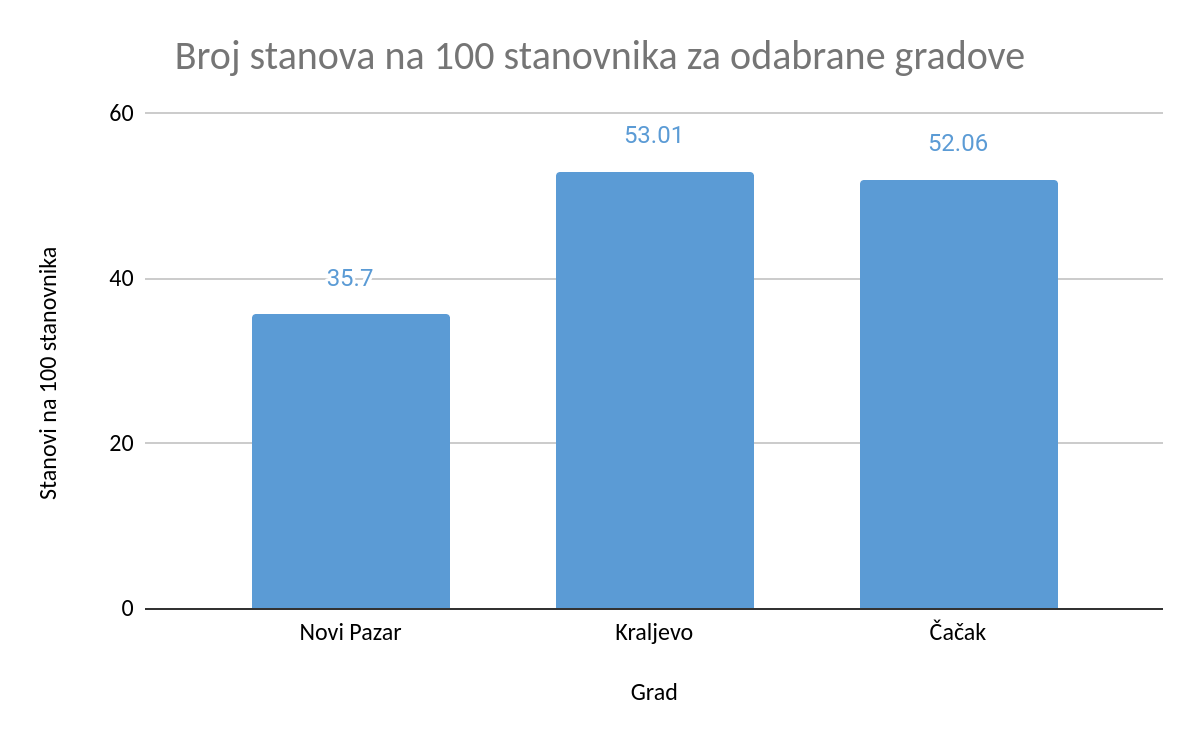 Broj stanova na 100 stanovnika za odabrane gradove
Stanovi na 100 stanovnika
60
40
20
0
35.7
53.01
52.06
Novi Pazar
Kraljevo
Čačak
Grad